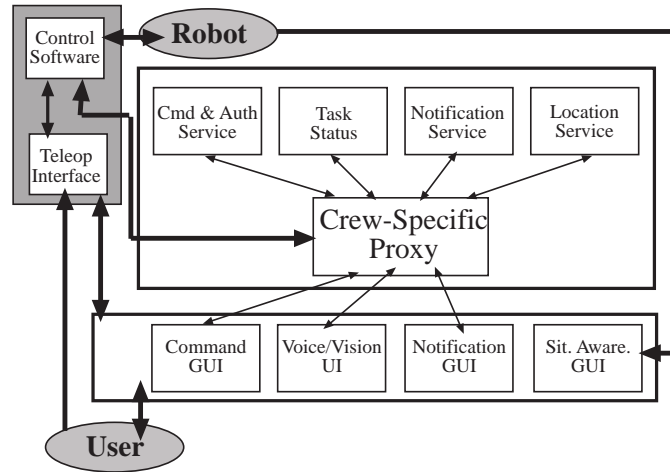 Control
Software
Robot
Cmd & Auth
Service
Task
Status
Notification
Service
Location
Service
Teleop
Interface
Crew-Specific
Proxy
Command
GUI
Voice/Vision
UI
Notification
GUI
Sit. Aware.
GUI
User